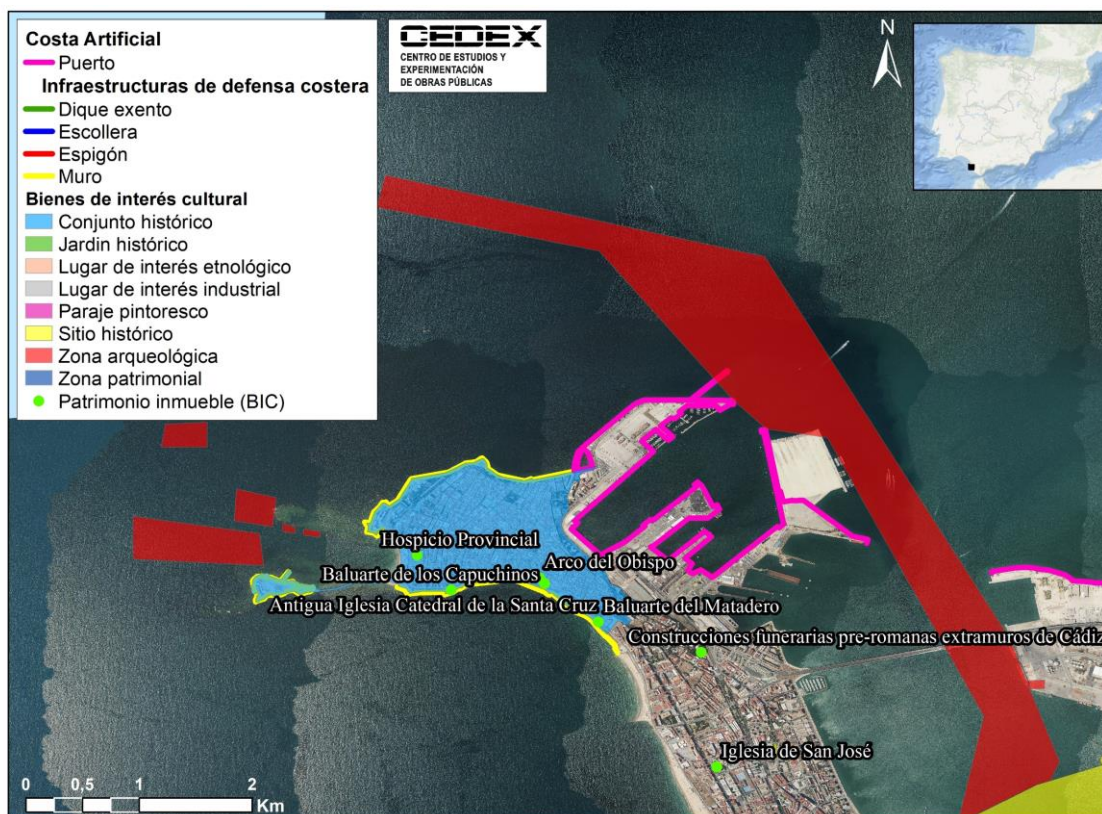 Costa Artificial
Puerto
Infraestructuras de defensa costera
Dique exento
Escollera
Espigón
Muro
Bienes de interés cultural
Conjunto histórico
Jardin histórico
Lugar de interés etnológico
Lugar de interés industrial
Paraje pintoresco
Sitio histórico
Zona arqueológica
Zona patrimonial
Patrimonio inmueble (BIC)
CEDEX
CENTRO DE ESTUDIOS Y
EXPERIMENTACIÓN
DE OBRAS PÚBLICAS
N
Hospicio Provincial
Arco del Obispo
Baluarte de los Capuchinos
Antigua Iglesia Catedral de la Santa Cruz
Baluarte del Matadero
Construcciones funerarias pre-romanas extramuros de Cádiz
Iglesia de San José
0 0,5 1 2
Km